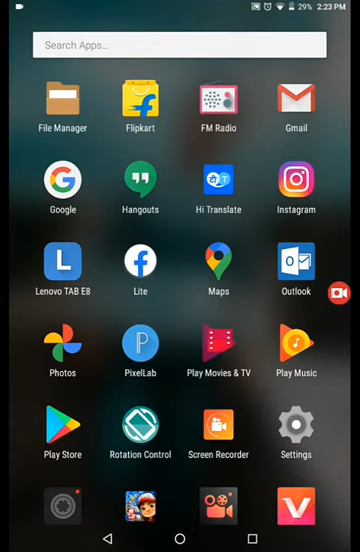 29% 2:23 PM
Search Apps...
File Manager Flipkart FM Radio Gmail
Google Hangouts Hi Translate Instagram
L
Lenovo TAB E8 Lite Maps Outlook
Photos PixelLab Play Movies & TV Play Music
Play Store Rotation Control Screen Recorder Settings